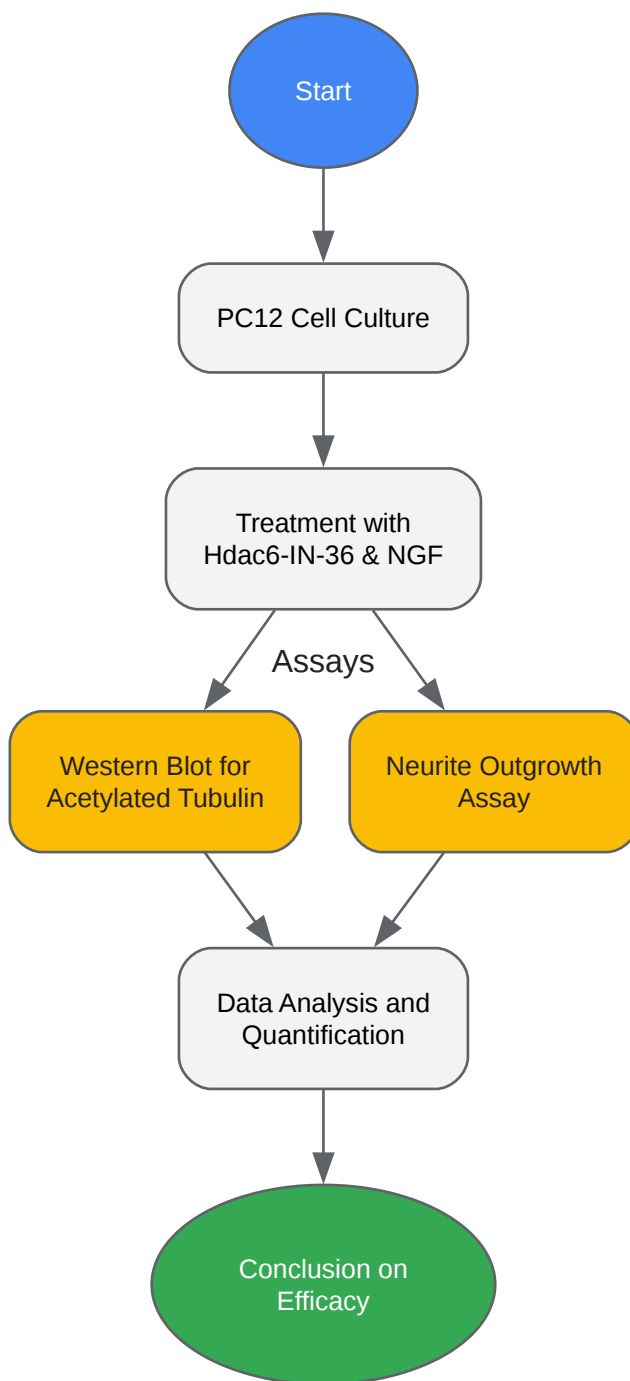 Start
PC12 Cell Culture
Treatment with
Hdac6-IN-36 & NGF
Assays
Western Blot for
Acetylated Tubulin
Neurite Outgrowth
Assay
Data Analysis and
Quantification
Conclusion on
Efficacy